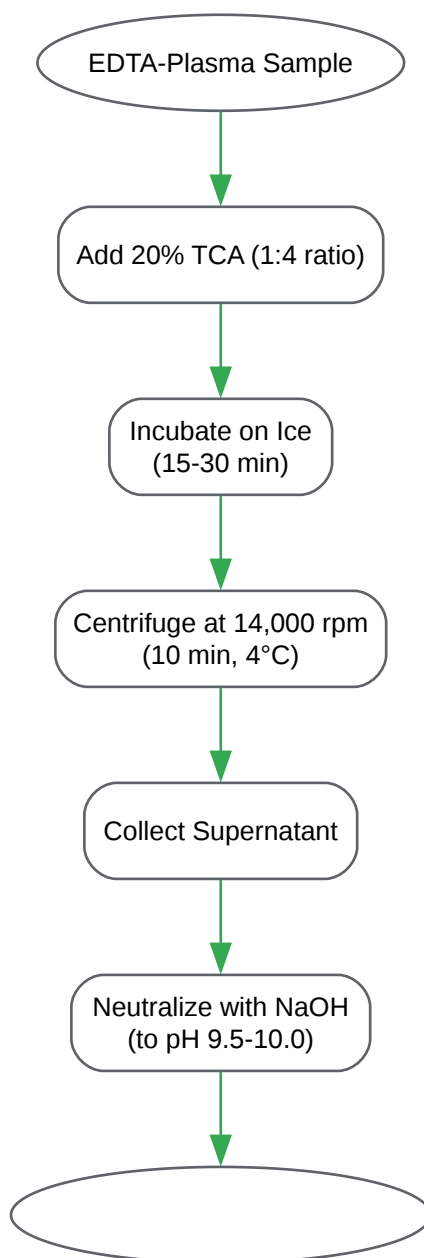 EDTA-Plasma Sample
Add 20% TCA (1:4 ratio)
Incubate on Ice
(15-30 min)
Centrifuge at 14,000 rpm
(10 min, 4°C)
Collect Supernatant
Neutralize with NaOH
(to pH 9.5-10.0)